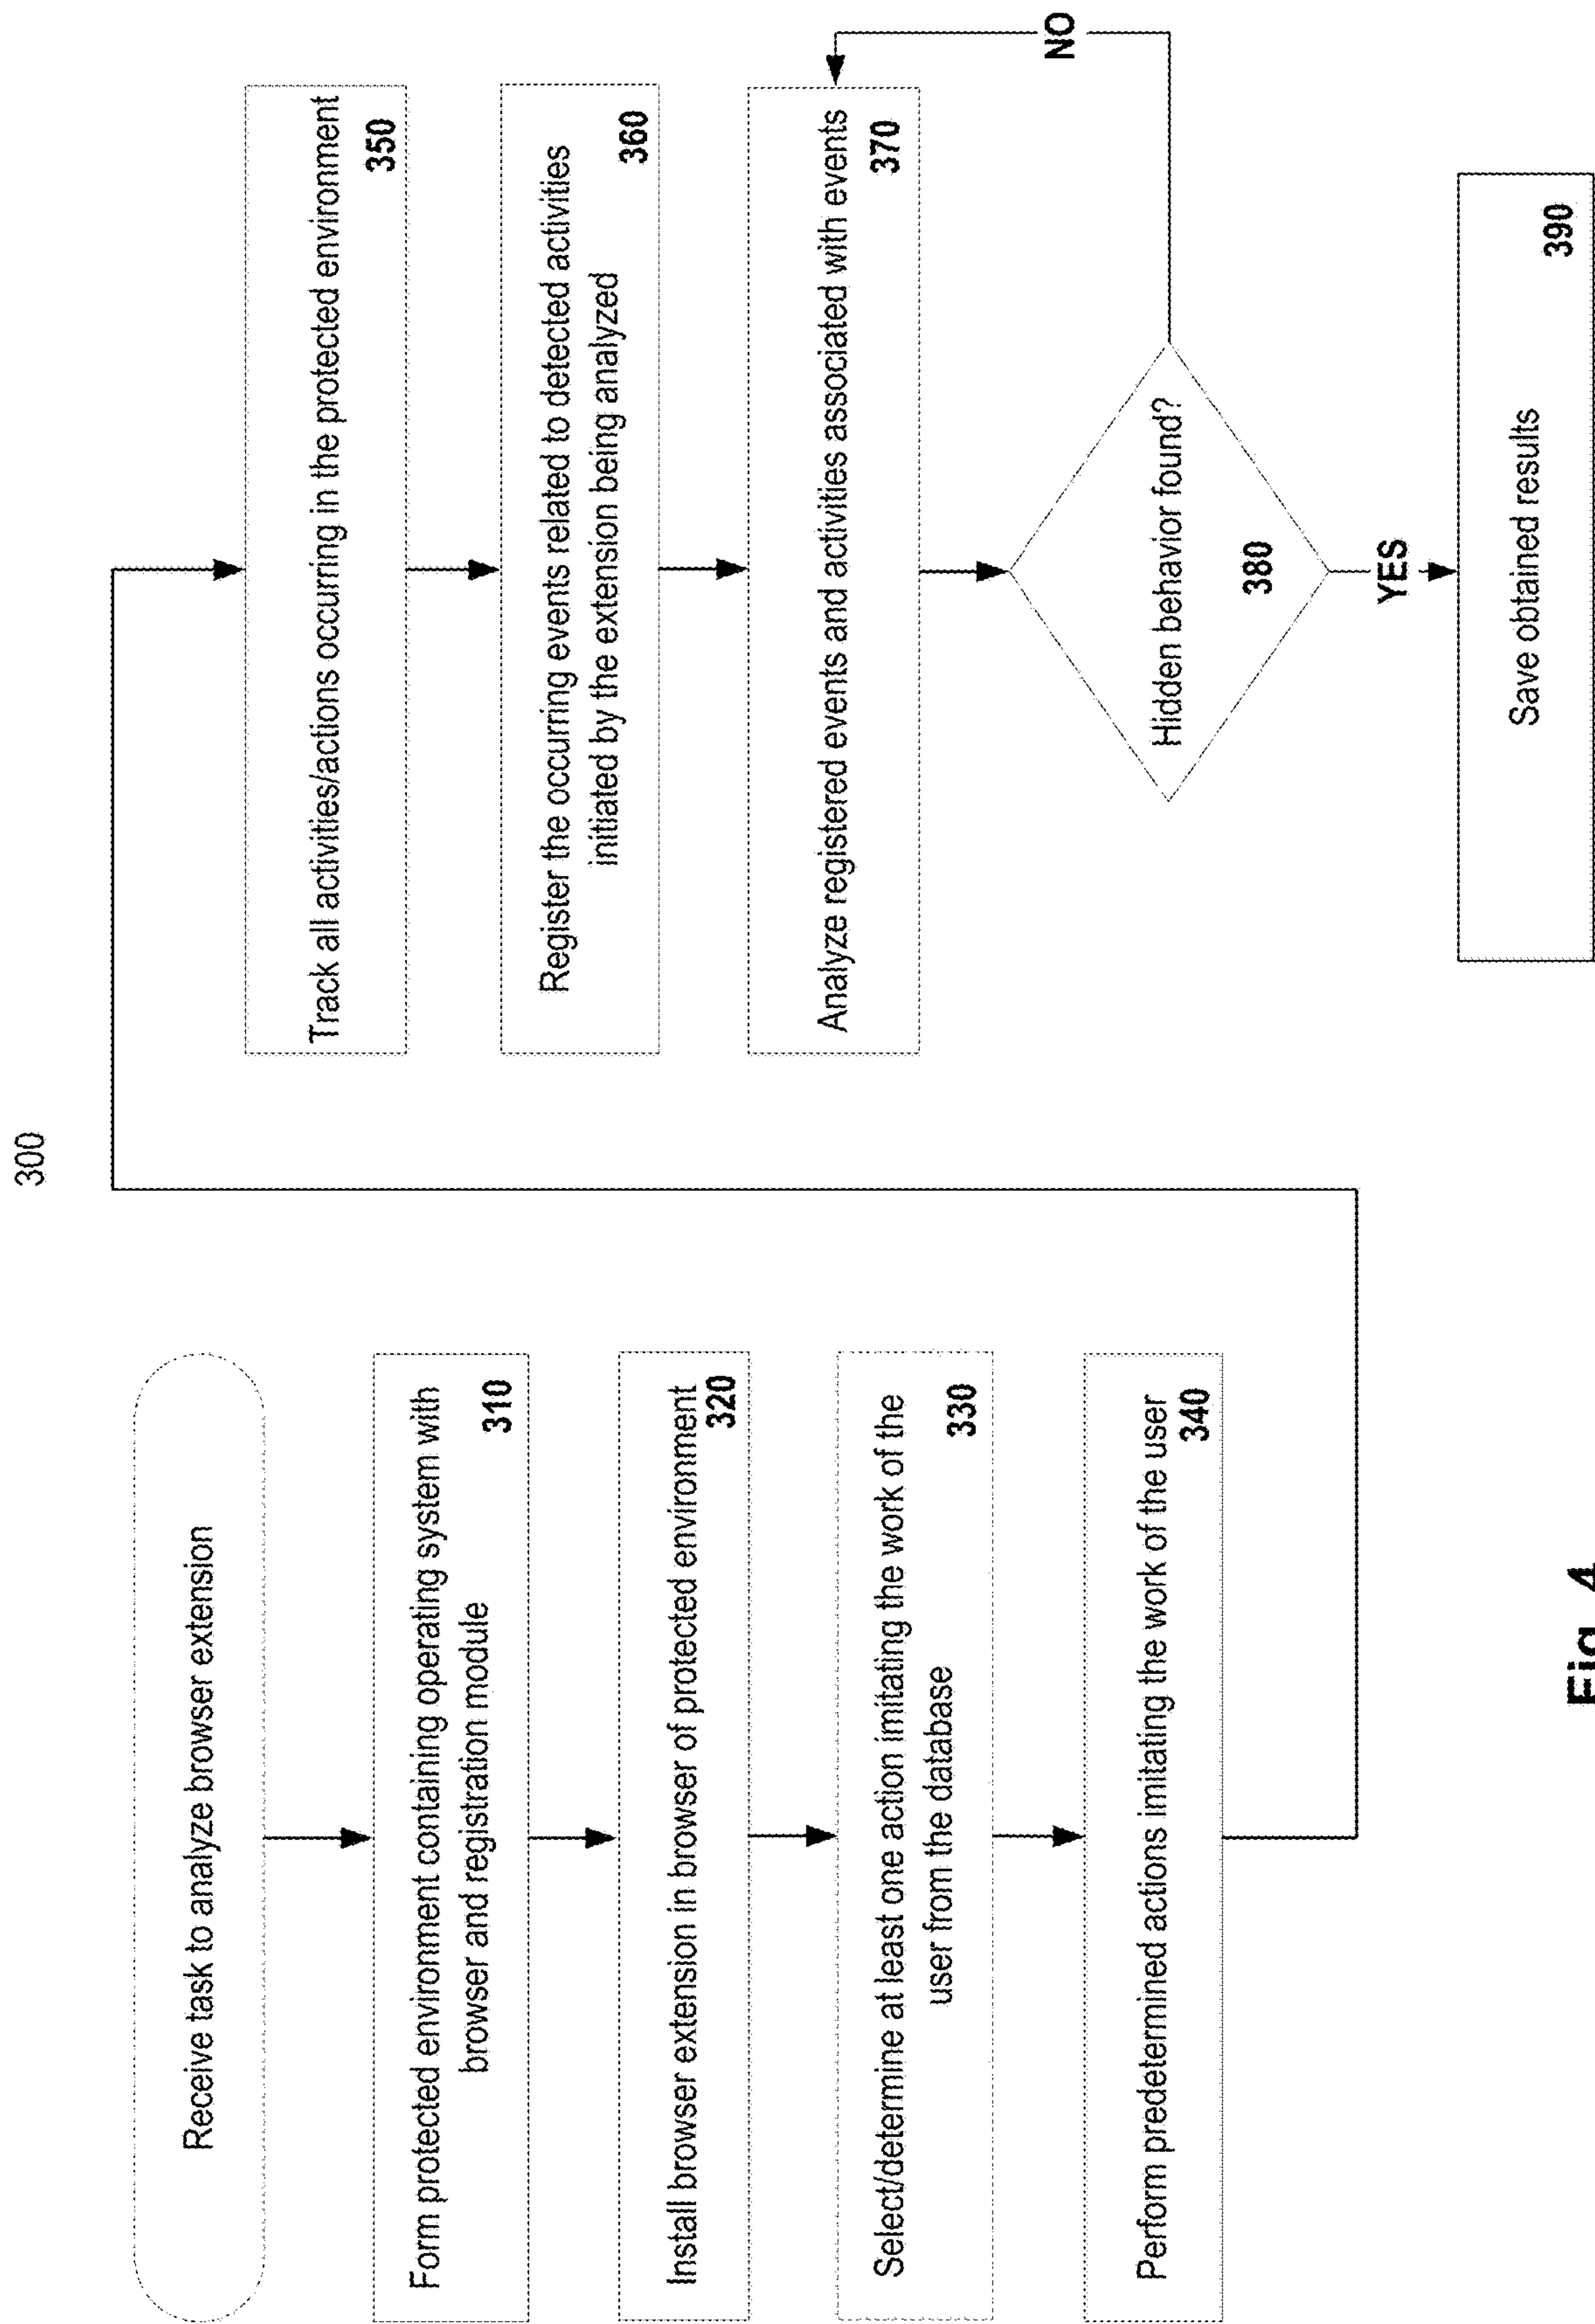 300
Receive task to analyze browser extension
Form protected environment containing operating system with
browser and registration module
310
Install browser extension in browser of protected environment
320
Select/determine at least one action imitating the work of the
user from the database
330
Perform predetermined actions imitating the work of the user
340
Track all activities/actions occurring in the protected environment
350
Register the occurring events related to detected activities
initiated by the extension being analyzed
360
Analyze registered events and activities associated with events
370
Hidden behavior found?
380
NO
YES
Save obtained results
390
Fig. 4